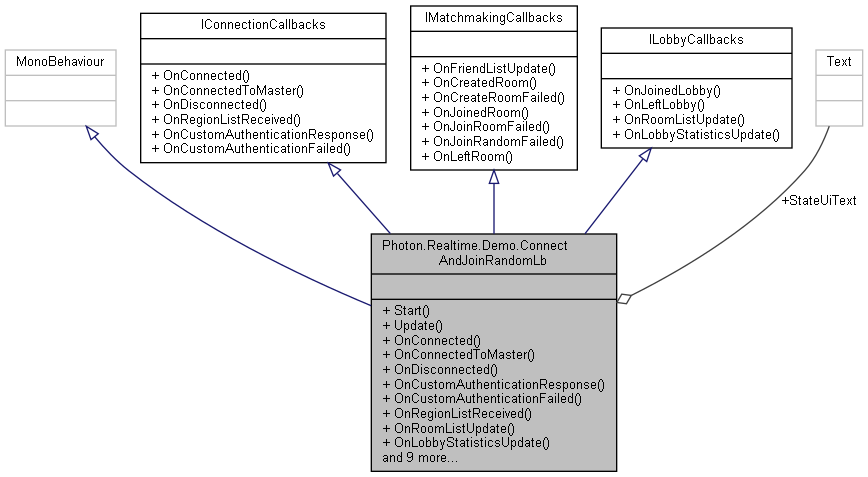 MonoBehaviour
IConnectionCallbacks
+ OnConnected()
+ OnConnectedToMaster()
+ OnDisconnected()
+ OnRegionListReceived()
+ OnCustomAuthenticationResponse()
+ OnCustomAuthenticationFailed()
IMatchmakingCallbacks
+ OnFriendListUpdate()
+ OnCreatedRoom()
+ OnCreateRoomFailed()
+ OnJoinedRoom()
+ OnJoinRoomFailed()
+ OnJoinRandomFailed()
+ OnLeftRoom()
ILobbyCallbacks
+ OnJoinedLobby()
+ OnLeftLobby()
+ OnRoomListUpdate()
+ OnLobbyStatisticsUpdate()
Text
+StateUiText
Photon.Realtime.Demo.Connect
AndJoinRandomLb
+ Start()
+ Update()
+ OnConnected()
+ OnConnectedToMaster()
+ OnDisconnected()
+ OnCustomAuthenticationResponse()
+ OnCustomAuthenticationFailed()
+ OnRegionListReceived()
+ OnRoomListUpdate()
+ OnLobbyStatisticsUpdate()
and 9 more...